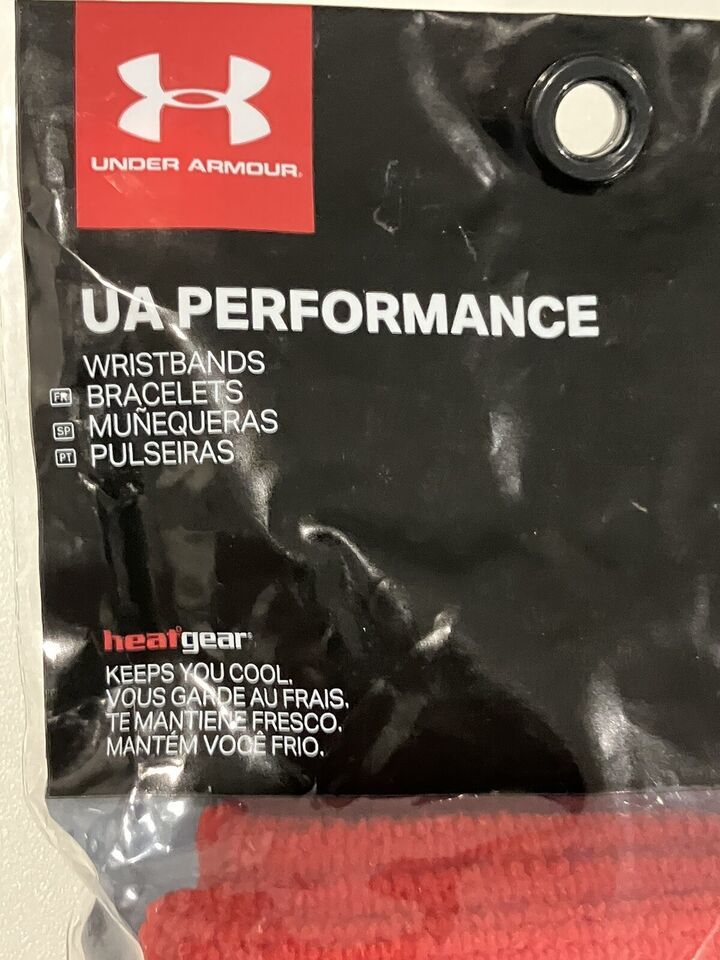 UNDER ARMOUR®
UA PERFORMANCE
WRISTBANDS
FR BRACELETS
SP MUÑEQUERAS
PT PULSEIRAS
heatgear®
KEEPS YOU COOL.
VOUS GARDE AU FRAIS.
TE MANTIENE FRESCO.
MANTÉM VOCÊ FRIO.